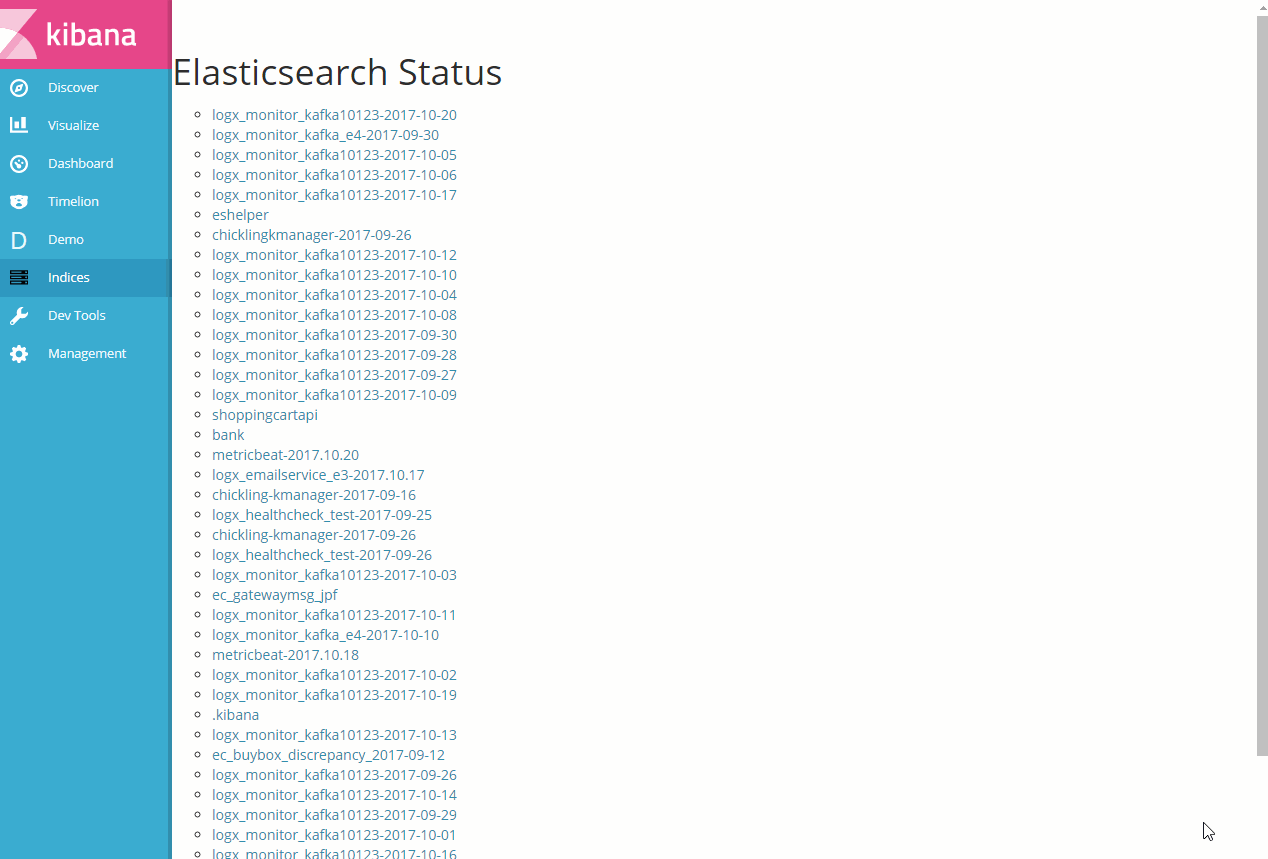 kibana
Discover
Visualize
Dashboard
Timelion
D Demo
Indices
Dev Tools
Management
Elasticsearch Status
logx_monitor_kafka10123-2017-10-20
logx_monitor_kafka_e4-2017-09-30
logx_monitor_kafka10123-2017-10-05
logx_monitor_kafka10123-2017-10-06
logx_monitor_kafka10123-2017-10-17
eshelper
chicklingkmanager-2017-09-26
logx_monitor_kafka10123-2017-10-12
logx_monitor_kafka10123-2017-10-10
logx_monitor_kafka10123-2017-10-04
logx_monitor_kafka10123-2017-10-08
logx_monitor_kafka10123-2017-09-30
logx_monitor_kafka10123-2017-09-28
logx_monitor_kafka10123-2017-09-27
logx_monitor_kafka10123-2017-10-09
shoppingcartapi
bank
metricbeat-2017.10.20
logx_emailservice_e3-2017.10.17
chickling-kmanager-2017-09-16
logx_healthcheck_test-2017-09-25
chickling-kmanager-2017-09-26
logx_healthcheck_test-2017-09-26
logx_monitor_kafka10123-2017-10-03
ec_gatewaymsg_jpf
logx_monitor_kafka10123-2017-10-11
logx_monitor_kafka_e4-2017-10-10
metricbeat-2017.10.18
logx_monitor_kafka10123-2017-10-02
logx_monitor_kafka10123-2017-10-19
.kibana
logx_monitor_kafka10123-2017-10-13
ec_buybox_discrepancy_2017-09-12
logx_monitor_kafka10123-2017-09-26
logx_monitor_kafka10123-2017-10-14
logx_monitor_kafka10123-2017-09-29
logx_monitor_kafka10123-2017-10-01
logx_monitor_kafka10123-2017-10-16